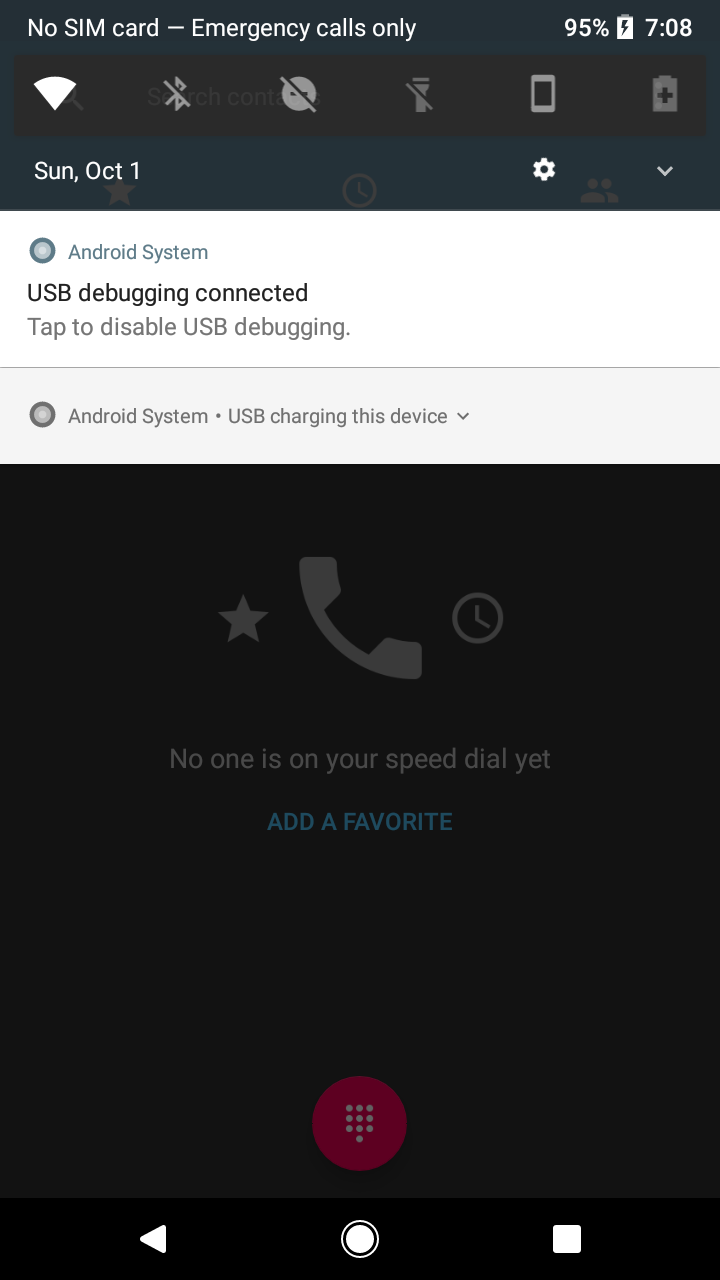 No SIM card — Emergency calls only 95% 7:08
Search contacts
Sun, Oct 1
Android System
USB debugging connected
Tap to disable USB debugging.
Android System • USB charging this device
No one is on your speed dial yet
ADD A FAVORITE